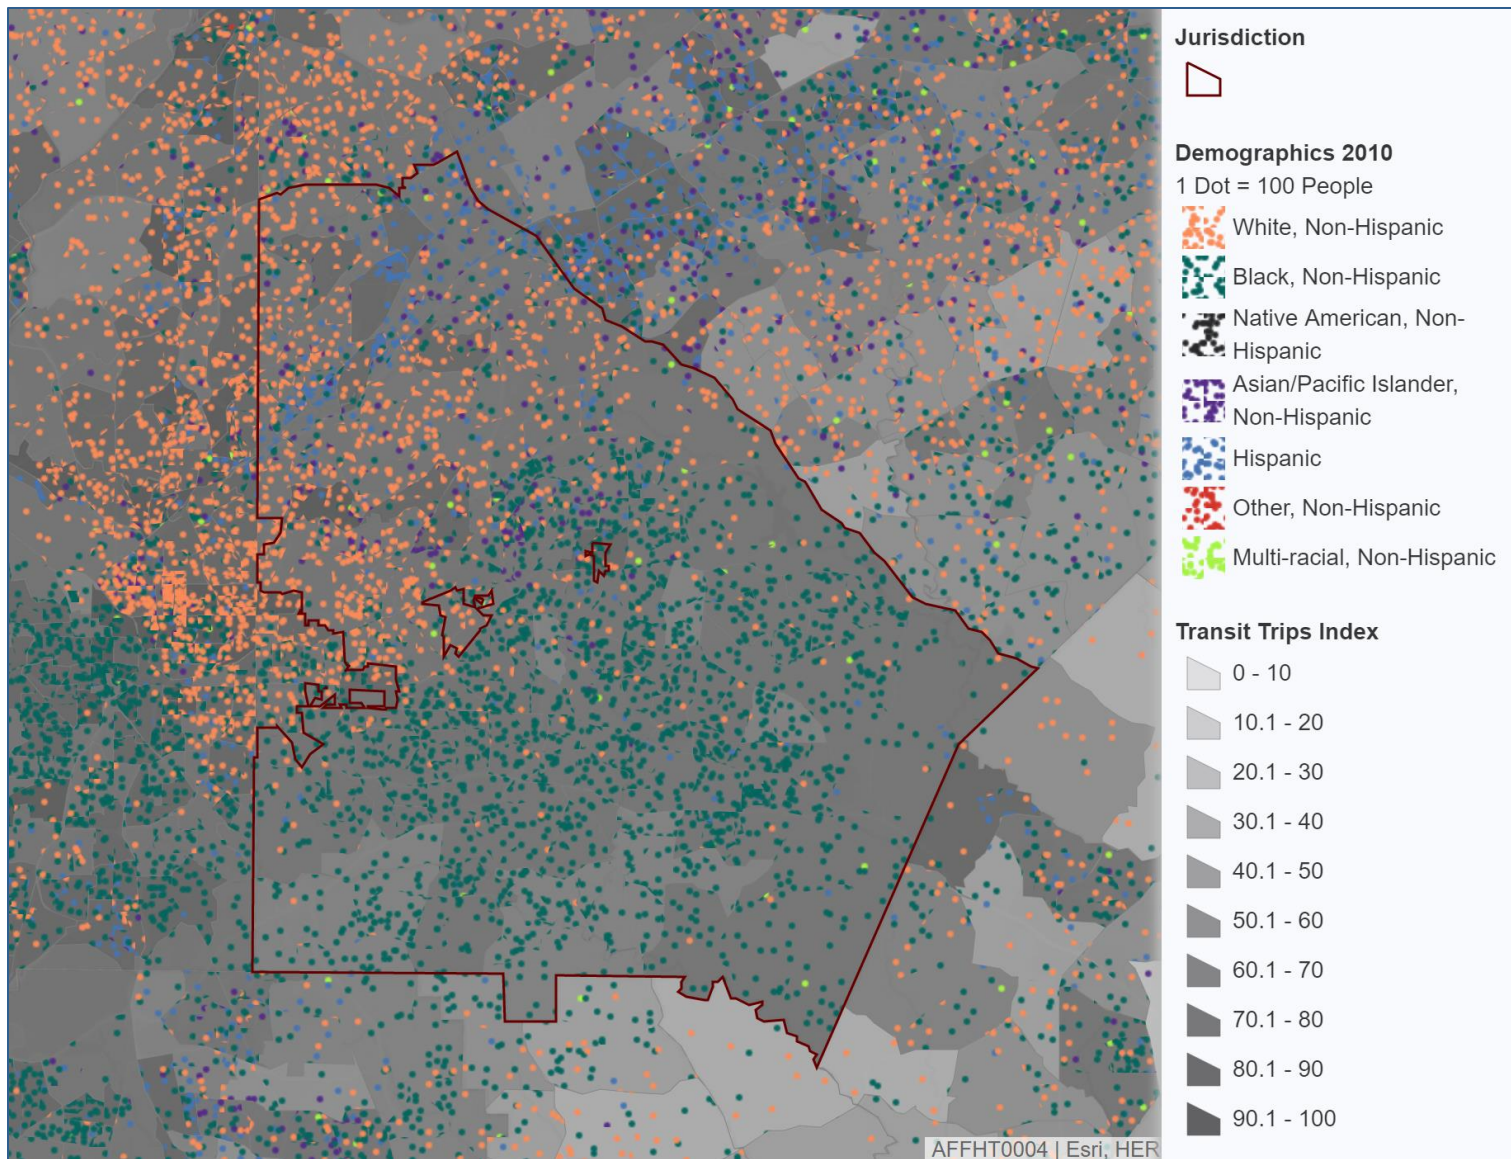 Jurisdiction
Demographics 2010
1 Dot = 100 People
White, Non-Hispanic
Black, Non-Hispanic
Native American, Non-
Hispanic
Asian/Pacific Islander,
Non-Hispanic
Hispanic
Other, Non-Hispanic
Multi-racial, Non-Hispanic
Transit Trips Index
0 - 10
10.1 - 20
20.1 - 30
30.1 - 40
40.1 - 50
50.1 - 60
60.1 - 70
70.1 - 80
80.1 - 90
90.1 - 100
AFFHT0004 | Esri, HER